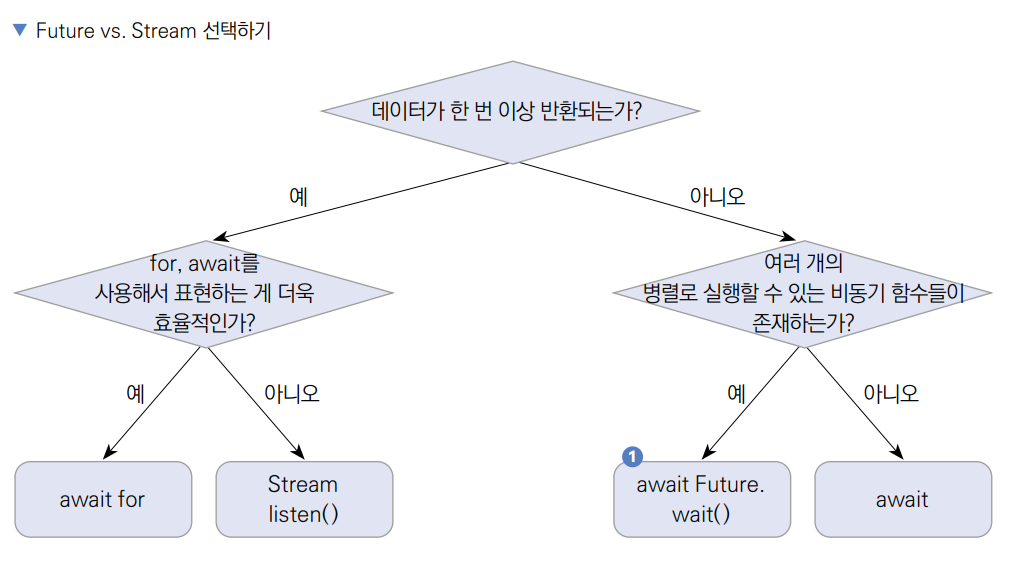 ▼ Future vs. Stream 선택하기
데이터가 한 번 이상 반환되는가?
예
아니오
for, await를
사용해서 표현하는 게 더욱
효율적인가?
여러 개의
병렬로 실행할 수 있는 비동기 함수들이
존재하는가?
예
아니오
예
아니오
await for
Stream
listen()
1
await Future.
wait()
await